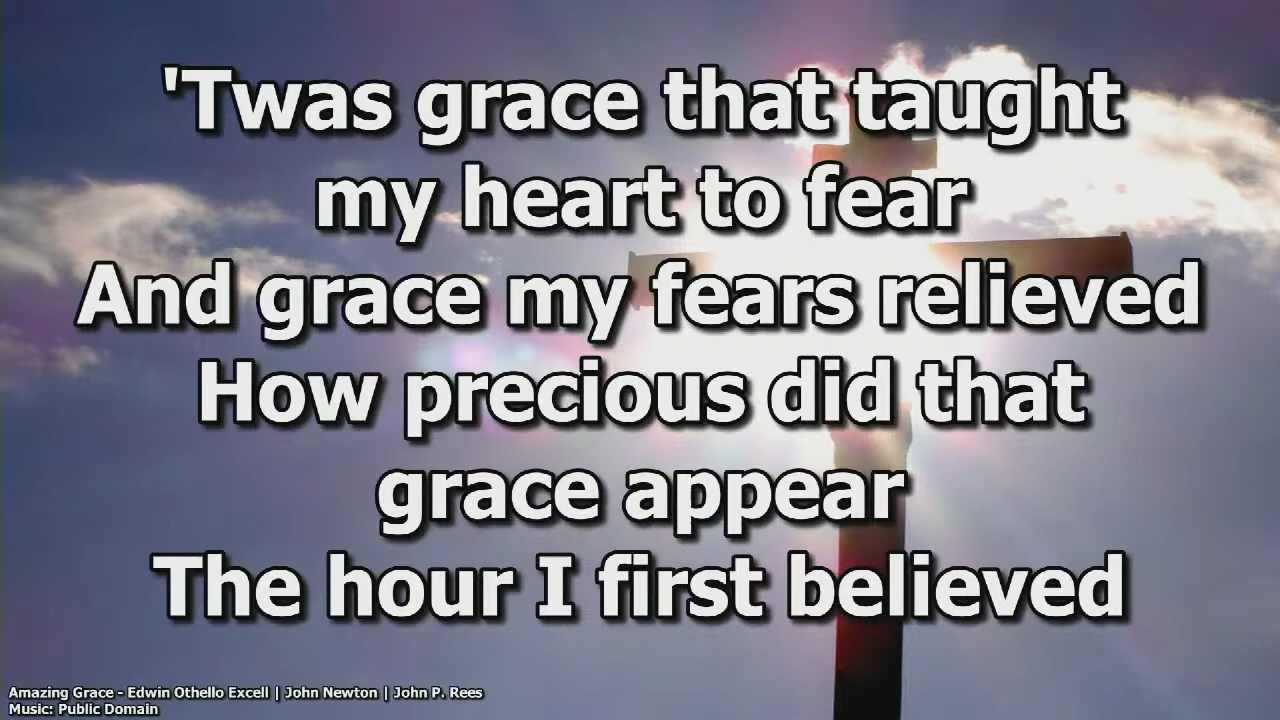 'Twas grace that taught
my heart to fear
And grace my fears relieved
How precious did that
grace appear
The hour I first believed
Amazing Grace - Edwin Othello Excell | John Newton | John P. Rees
Music: Public Domain